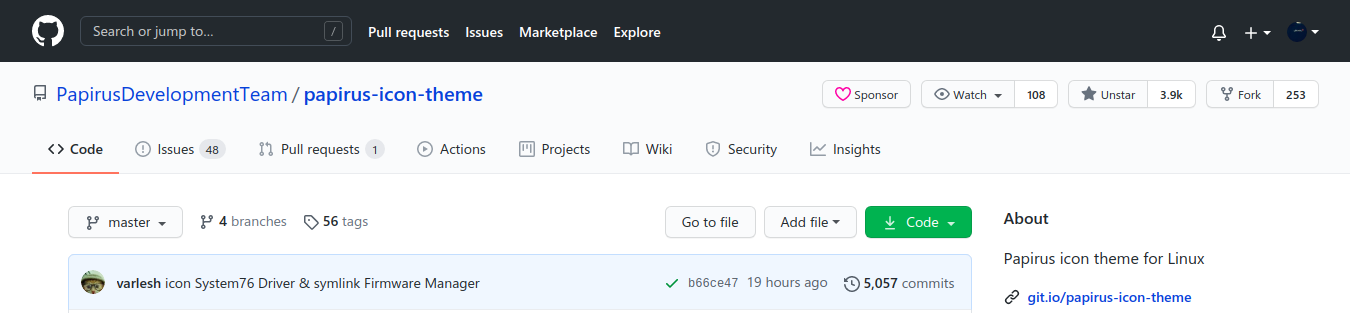 Search or jump to... / Pull requests Issues Marketplace Explore
PapirusDevelopmentTeam / papirus-icon-theme Sponsor Watch 108 Unstar 3.9k Fork 253
Code Issues 48 Pull requests 1 Actions Projects Wiki Security Insights
master 4 branches 56 tags Go to file Add file Code
varlesh icon System76 Driver & symlink Firmware Manager b66ce47 19 hours ago 5,057 commits
About
Papirus icon theme for Linux
git.io/papirus-icon-theme